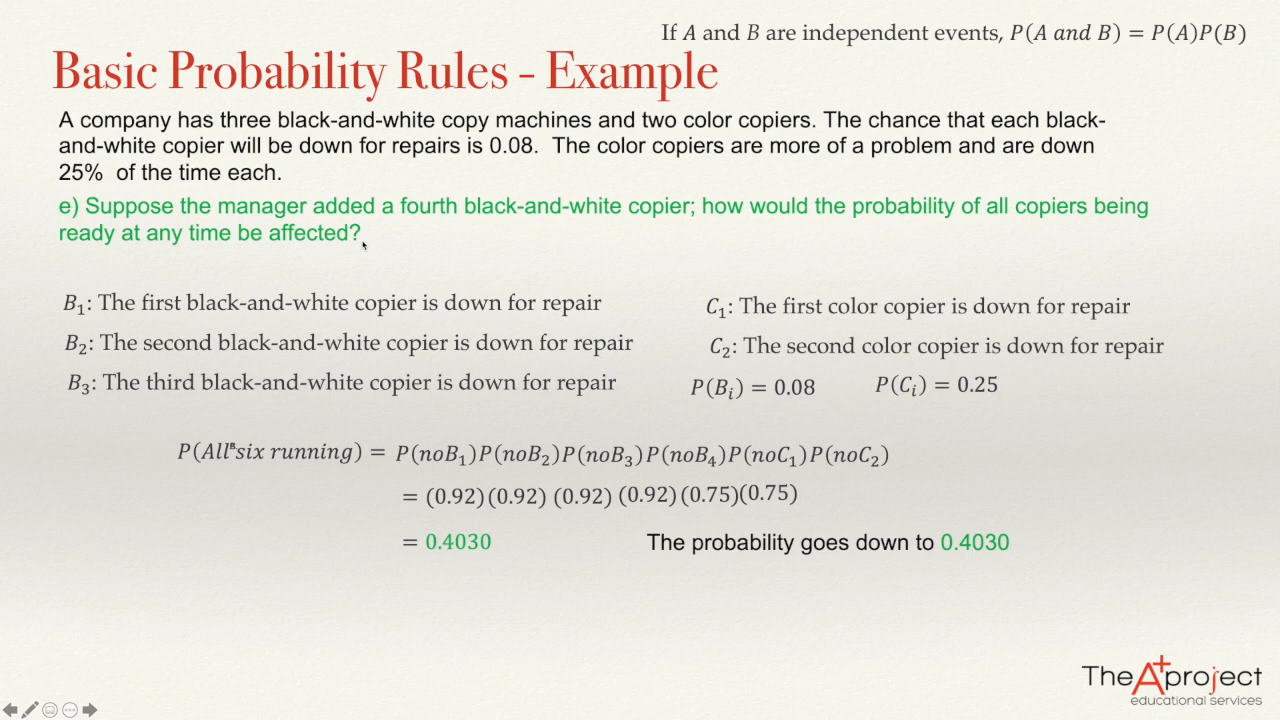 If A and B are independent events, P(A and B) = P(A)P(B)
Basic Probability Rules - Example
A company has three black-and-white copy machines and two color copiers. The chance that each black-
and-white copier will be down for repairs is 0.08. The color copiers are more of a problem and are down
25% of the time each.
e) Suppose the manager added a fourth black-and-white copier; how would the probability of all copiers being
ready at any time be affected?
B₁: The first black-and-white copier is down for repair
C₁: The first color copier is down for repair
B₂: The second black-and-white copier is down for repair
C₂: The second color copier is down for repair
B₃: The third black-and-white copier is down for repair
P(Bᵢ) = 0.08
P(Cᵢ) = 0.25
P(All six running) = P(noB₁)P(noB₂)P(noB₃)P(noB₄)P(noC₁)P(noC₂)
= (0.92)(0.92) (0.92) (0.92)(0.75)(0.75)
= 0.4030
The probability goes down to 0.4030
The A+ project
educational services